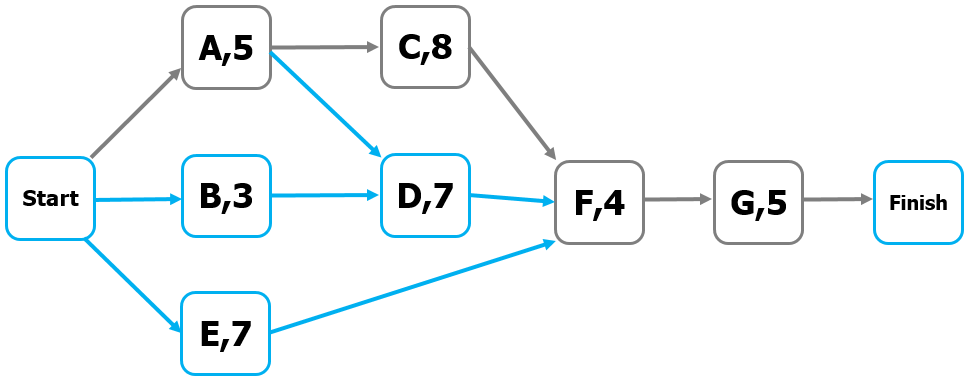 A,5
C,8
Start
B,3
D,7
F,4
G,5
Finish
E,7